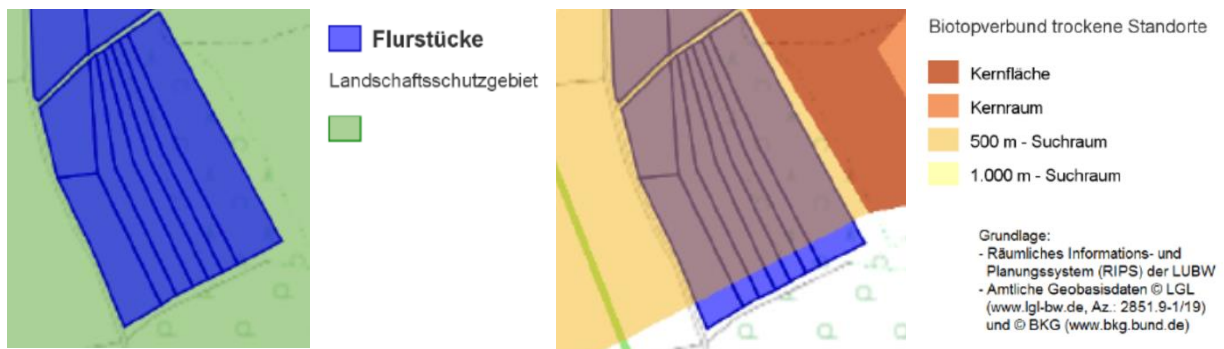 Flurstücke
Landschaftsschutzgebiet
Biotopverbund trockene Standorte
Kernfläche
Kernraum
500 m - Suchraum
1.000 m - Suchraum
Grundlage:
- Räumliches Informations- und
Planungssystem (RIPS) der LUBW
- Amtliche Geobasisdaten © LGL
(www.lgl-bw.de, Az.: 2851.9-1/19)
und © BKG (www.bkg.bund.de)